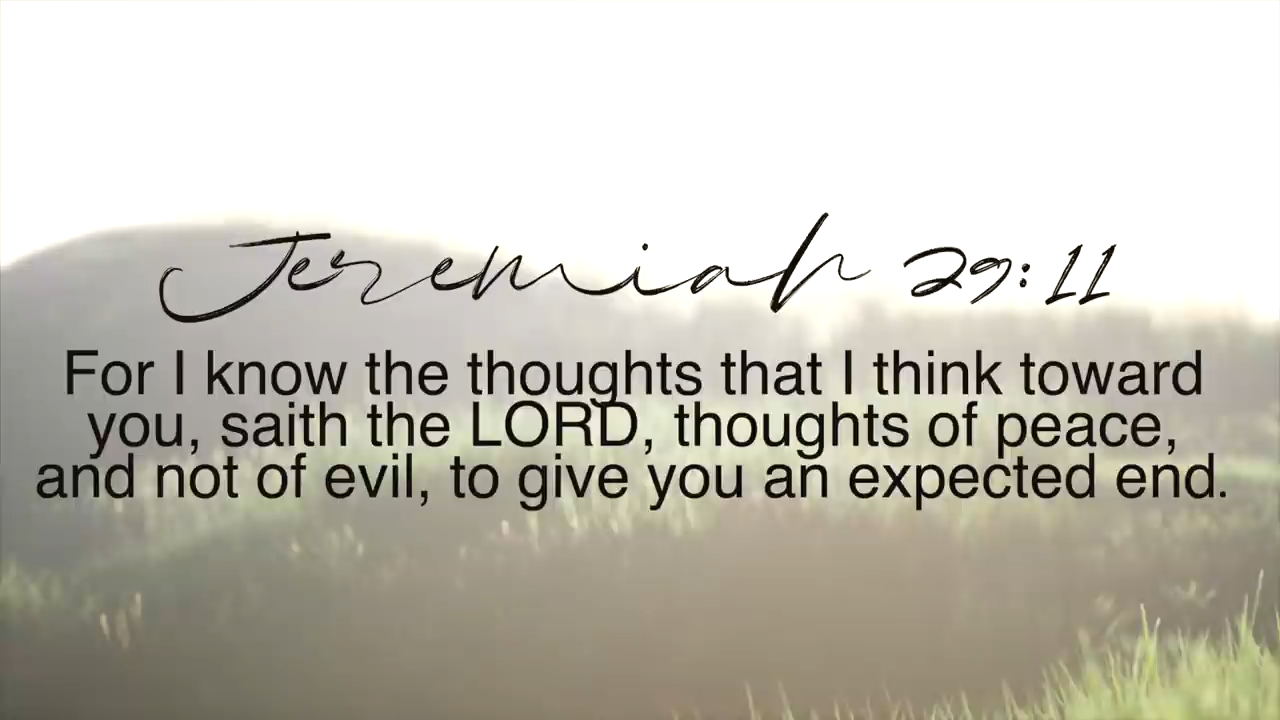 Jeremiah 29:11
For I know the thoughts that I think toward
you, saith the LORD, thoughts of peace,
and not of evil, to give you an expected end.